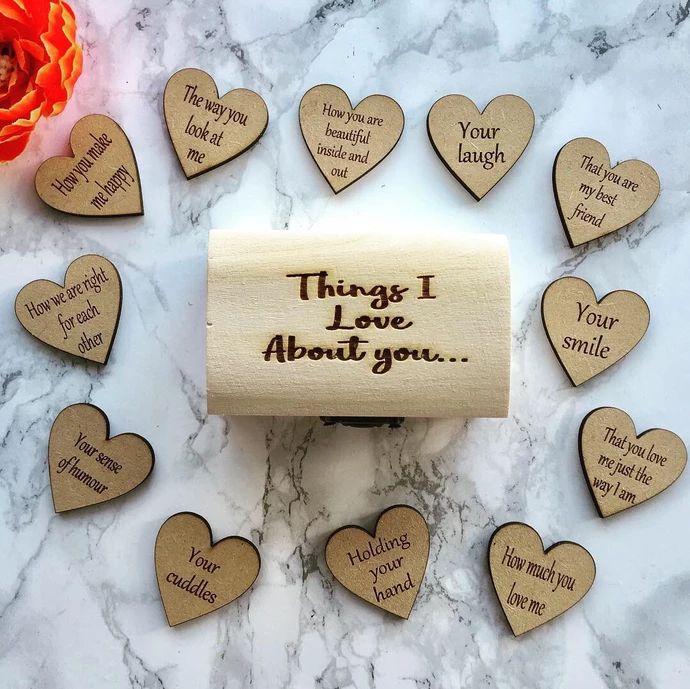 The way you
look at
me
How you are
beautiful
inside and
out
Your
laugh
How you make
me happy
That you are
my best
friend
Things I
Love
About you...
How we are right
for each
other
Your
smile
Your sense
of humour
That you love
me just the
way I am
Your
cuddles
Holding
your
hand
How much you
love me